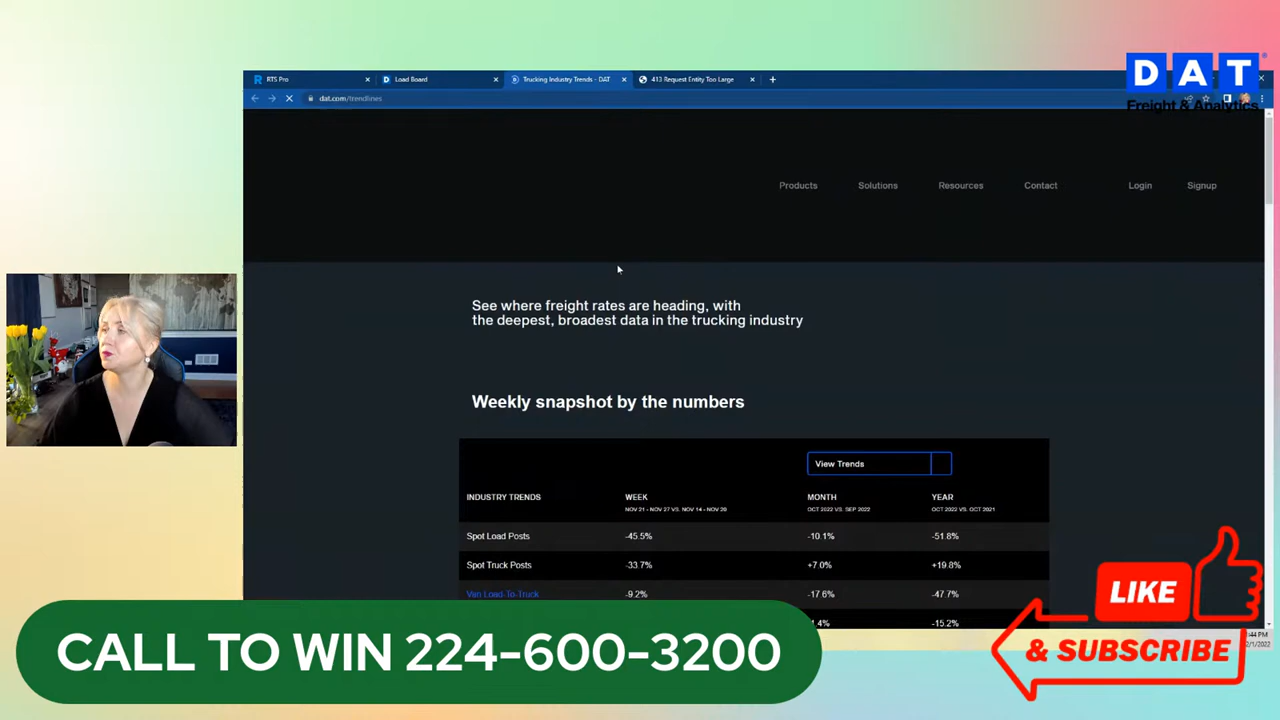 RTS Pro
Load Board
Trucking Industry Trends - DAT
413 Request Entity Too Large
dat.com/trendlines
DAT
Freight & Analytics
Products
Solutions
Resources
Contact
Login
Signup
See where freight rates are heading, with
the deepest, broadest data in the trucking industry
Weekly snapshot by the numbers
View Trends
INDUSTRY TRENDS WEEK MONTH YEAR
NOV 21 - NOV 27 VS. NOV 14 - NOV 20 OCT 2022 VS. SEP 2022 OCT 2022 VS. OCT 2021
Spot Load Posts -45.5% -10.1% -51.8%
Spot Truck Posts -33.7% +7.0% +19.8%
Van Load-To-Truck -9.2% -17.6% -47.7%
-15.2%
CALL TO WIN 224-600-3200
LIKE
& SUBSCRIBE
:44 PM
2/1/2022